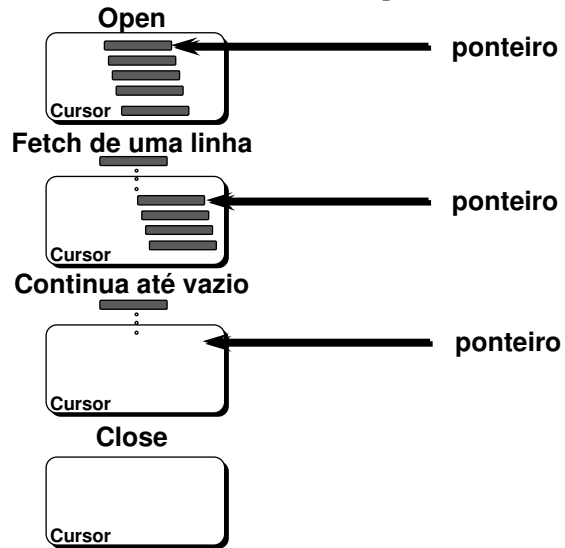 Open
ponteiro
Cursor
Fetch de uma linha
ponteiro
Cursor
Continua até vazio
ponteiro
Cursor
Close
Cursor